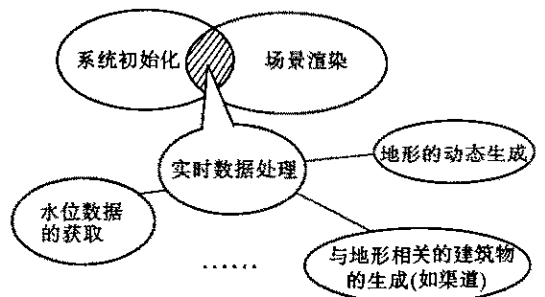 系统初始化
场景渲染
实时数据处理
地形的动态生成
水位数据
的获取
与地形相关的建筑物
的生成(如渠道)
......